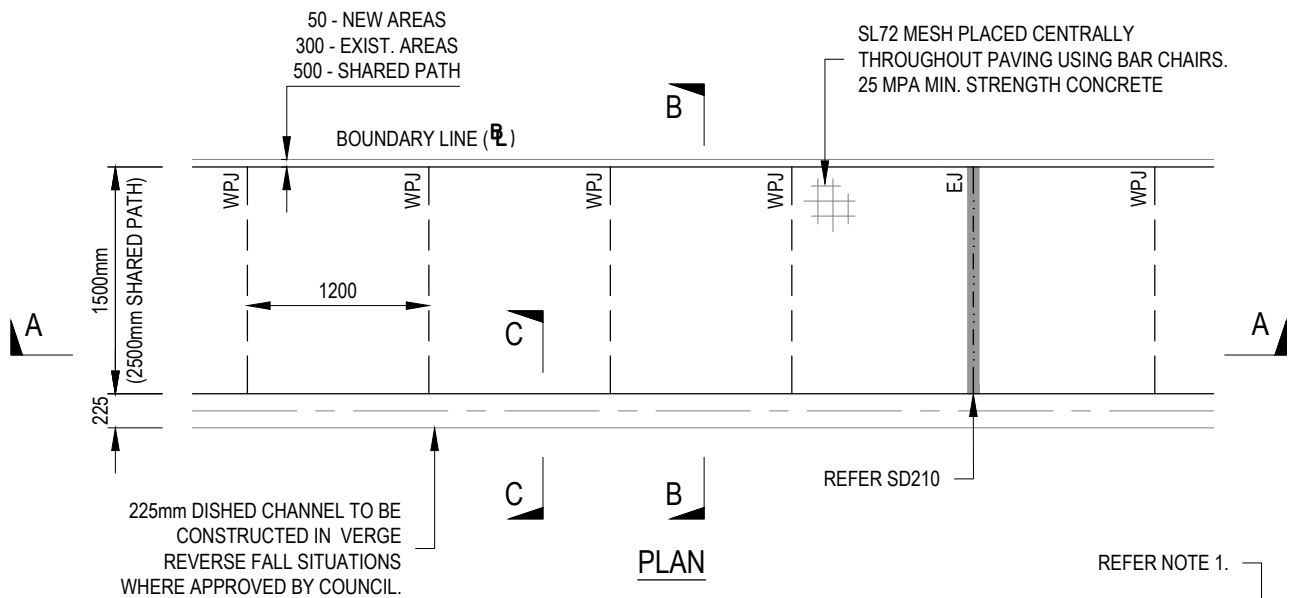 50 - NEW AREAS
300 - EXIST. AREAS
500 - SHARED PATH
SL72 MESH PLACED CENTRALLY
THROUGHOUT PAVING USING BAR CHAIRS.
25 MPA MIN. STRENGTH CONCRETE
B
BOUNDARY LINE (BL)
WPJ
WPJ
WPJ
WPJ
EJ
WPJ
1500mm
(2500mm SHARED PATH)
1200
A
C
A
225
REFER SD210
C
B
225mm DISHED CHANNEL TO BE
CONSTRUCTED IN VERGE
REVERSE FALL SITUATIONS
WHERE APPROVED BY COUNCIL.
PLAN
REFER NOTE 1.